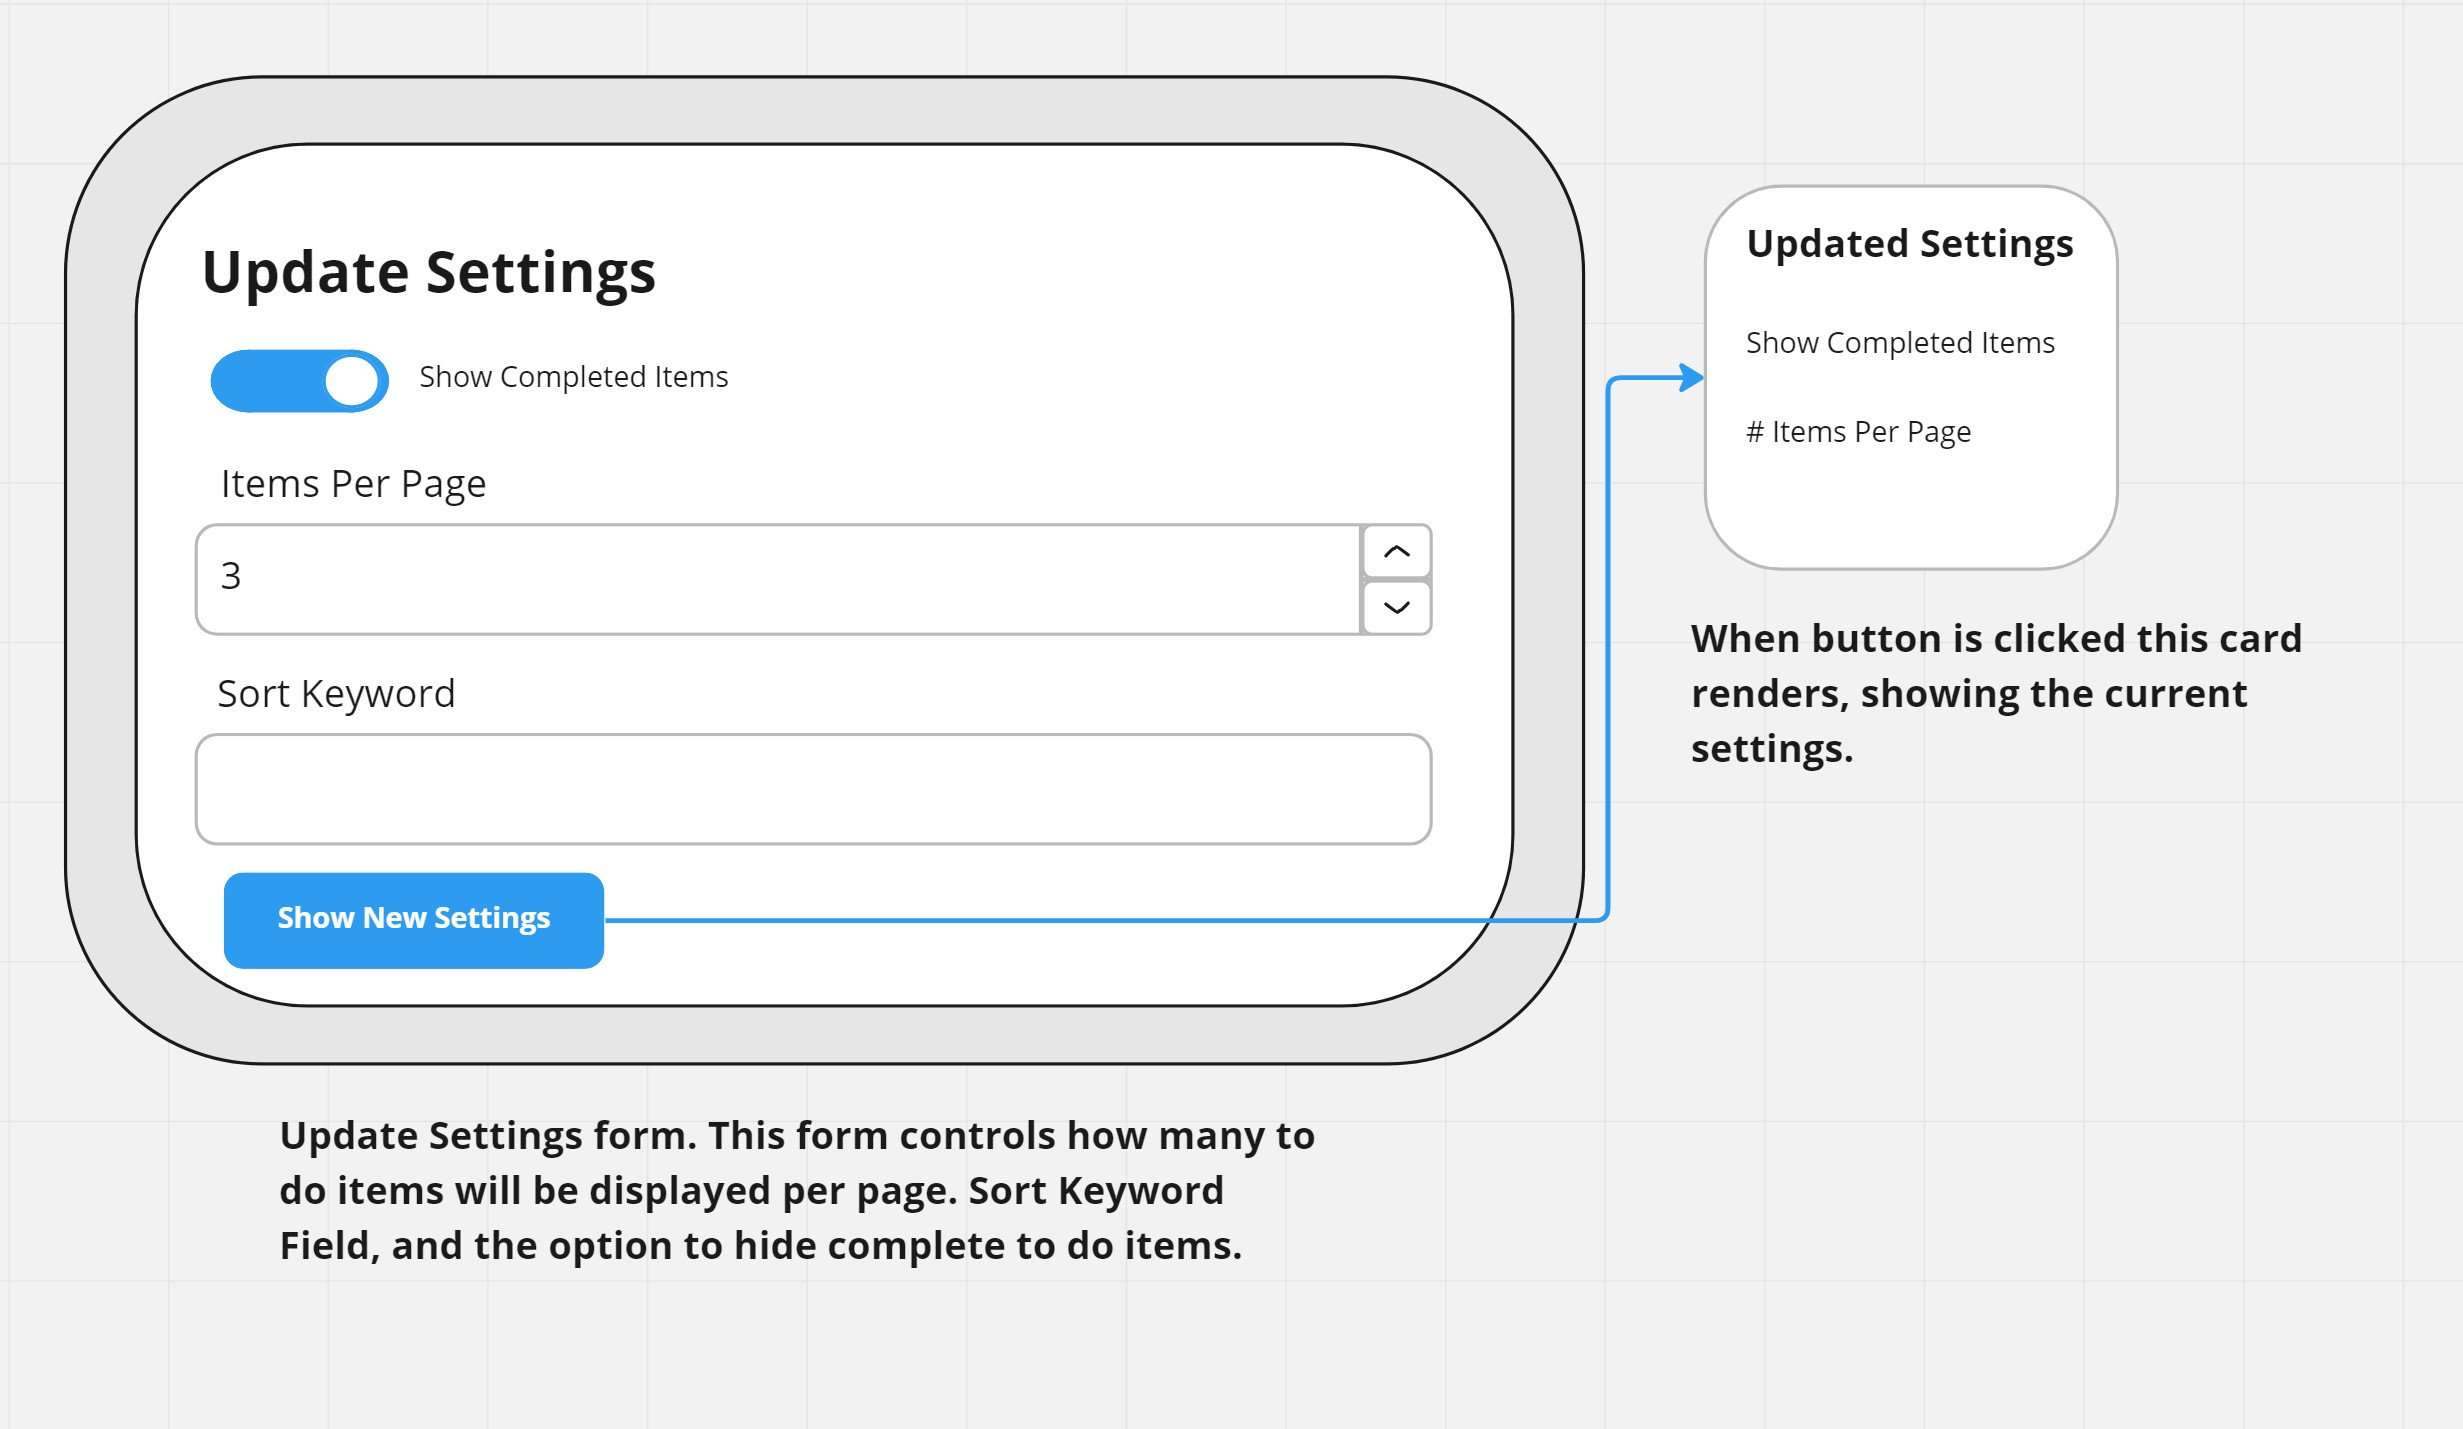 Update Settings
Show Completed Items
Items Per Page
3
Sort Keyword
Show New Settings
Updated Settings
Show Completed Items
# Items Per Page
When button is clicked this card
renders, showing the current
settings.
Update Settings form. This form controls how many to
do items will be displayed per page. Sort Keyword
Field, and the option to hide complete to do items.